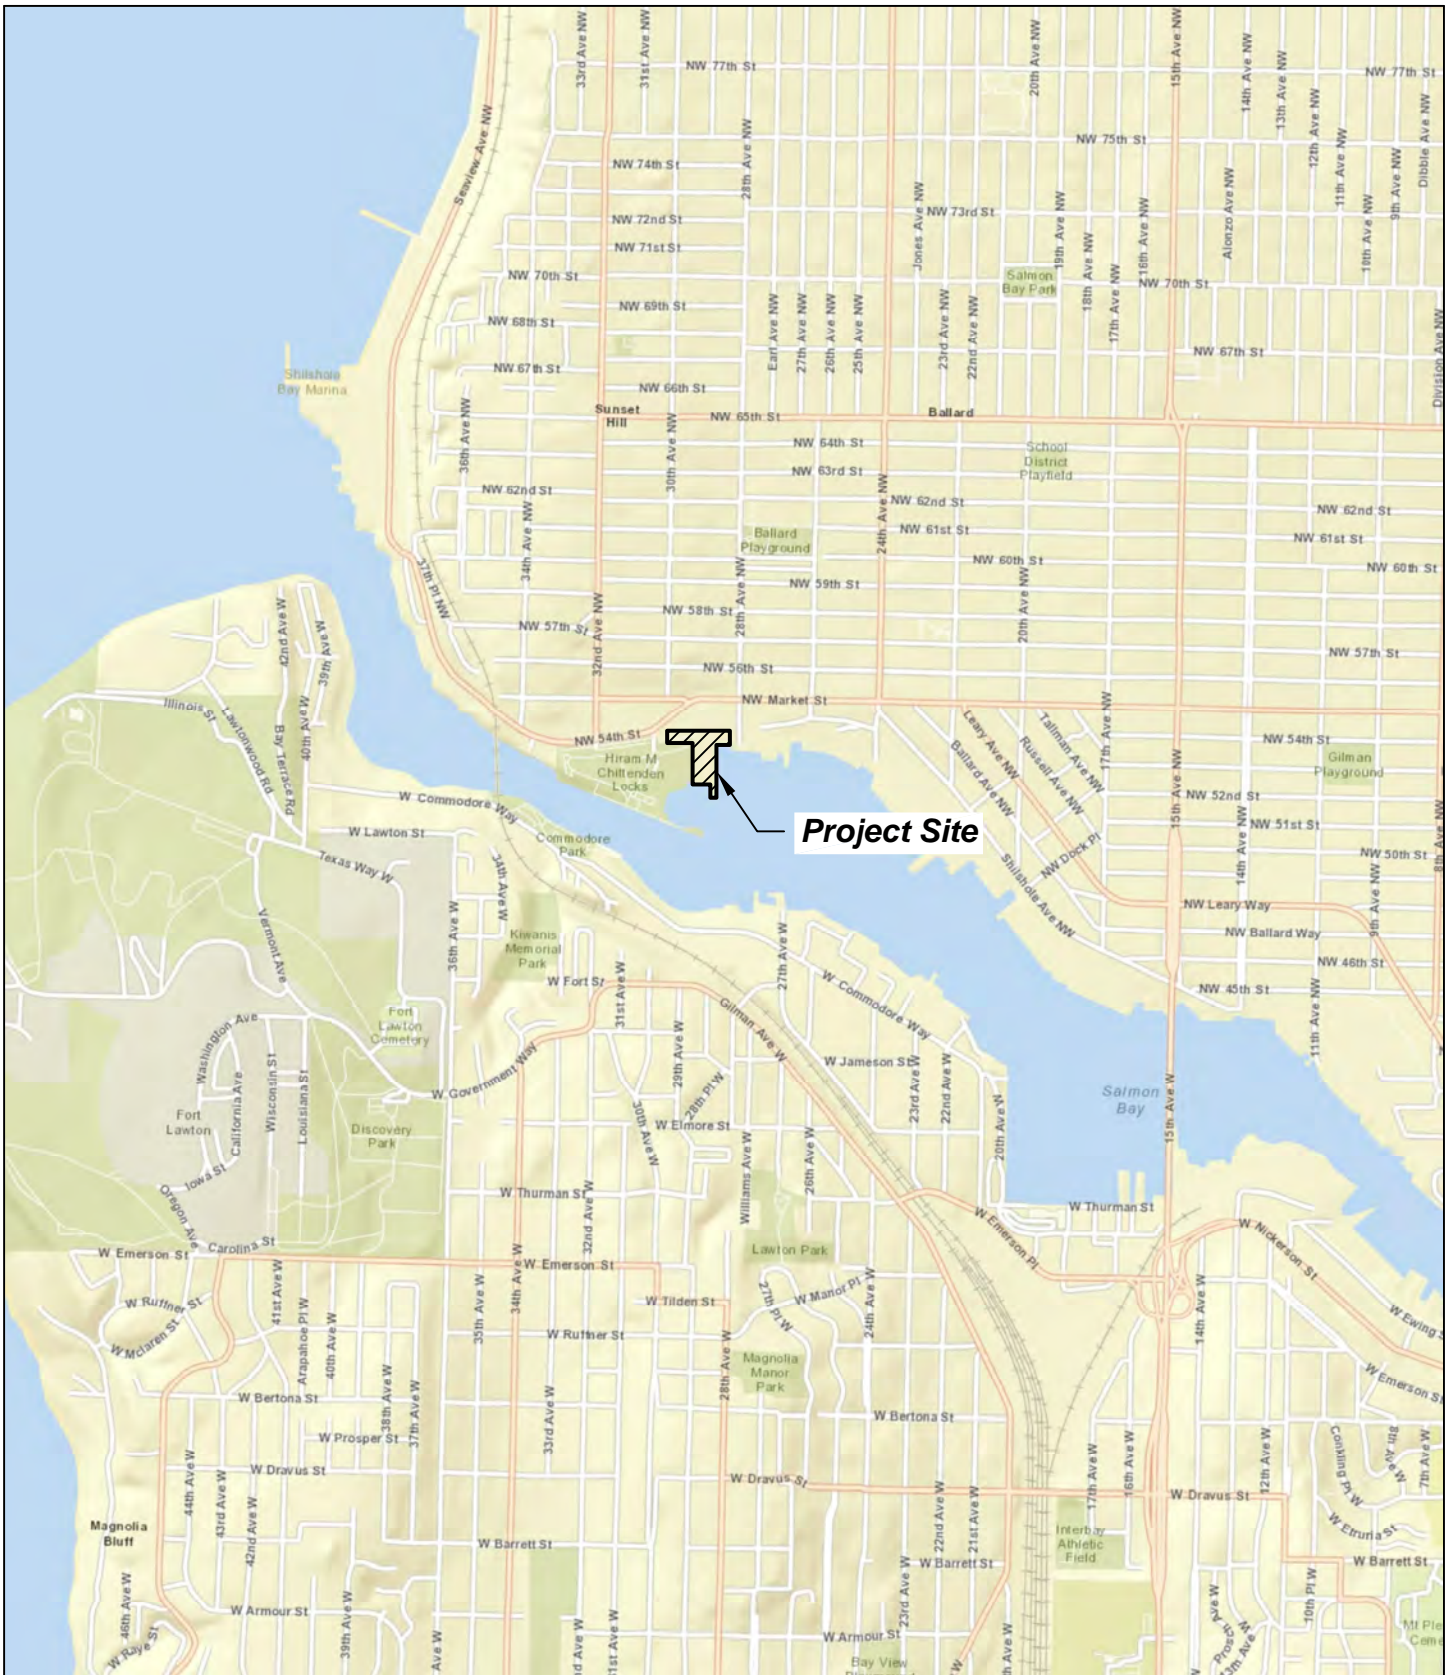 33rd Ave NW
31st Ave NW
20th Ave NW
15th Ave NW
14th Ave NW
13th Ave NW
NW 77th St
NW 77th St
Seaview Ave NW
28th Ave NW
12th Ave NW
11th Ave NW
Dibble Ave NW
NW 75th St
NW 74th St
Jones Ave NW
19th Ave NW
16th Ave NW
Alonzo Ave NW
10th Ave NW
9th Ave NW
NW 73rd St
NW 72nd St
NW 71st St
18th Ave NW
17th Ave NW
NW 70th St
Salmon
Bay Park
NW 70th St
NW 69th St
Earl Ave NW
27th Ave NW
26th Ave NW
25th Ave NW
23rd Ave NW
22nd Ave NW
NW 68th St
Division Ave NW
NW 67th St
NW 67th St
Shilshole
Bay Marina
NW 66th St
Sunset
Hill
NW 65th St
Ballard
36th Ave NW
30th Ave NW
NW 64th St
School
District
Playfield
NW 63rd St
24th Ave NW
NW 62nd St
NW 62nd St
NW 62nd St
34th Ave NW
Ballard
Playground
NW 61st St
NW 61st St
37th Pl NW
NW 60th St
NW 60th St
28th Ave NW
20th Ave NW
NW 59th St
32nd Ave NW
NW 58th St
NW 57th St
NW 57th St
42nd Ave W
39th Ave W
NW 56th St
Illinois St
Lawtonwood Rd
Bay Terrace Rd
40th Ave W
NW Market St
Leary Ave NW
Tallman Ave NW
17th Ave NW
Ballard Ave NW
Russell Ave NW
NW 54th St
NW 54th St
Hiram M
Chittenden
Locks
Gilman
Playground
15th Ave NW
NW 52nd St
W Commodore Way
Project Site
W Lawton St
Commodore
Park
NW 51st St
14th Ave NW
8th Ave NW
NW Dock Pl
NW 50th St
Texas Way W
34th Ave W
Shilshole Ave NW
9th Ave NW
NW Leary Way
Vermont Ave
36th Ave W
Kiwanis
Memorial
Park
27th Ave W
NW Ballard Way
W Fort St
31st Ave W
W Commodore Way
NW 46th St
NW 45th St
Fort
Lawton
Cemetery
Gilman Ave W
11th Ave NW
Washington Ave
29th Ave W
W Jameson St
23rd Ave W
22nd Ave W
W Government Way
28th Pl W
Wisconsin St
California Ave
Louisiana St
Salmon
Bay
15th Ave W
20th Ave W
Fort
Lawton
Discovery
Park
30th Ave W
W Elmore St
Williams Ave W
26th Ave W
Iowa St
Oregon Ave
W Thurman St
32nd Ave W
W Thurman St
W Emerson Pl
W Nickerson St
W Emerson St
Carolina St
W Emerson St
Lawton Park
34th Ave W
41st Ave W
Arapahoe Pl W
40th Ave W
35th Ave W
27th Pl W
W Manor Pl
24th Ave W
14th Ave W
W Ruffner St
W Tilden St
W Ewing S
W Mclaren St
W Ruffner St
28th Ave W
Magnolia
Manor
Park
W Emerson St
W Bertona St
38th Ave W
37th Ave W
W Bertona St
33rd Ave W
W Prosper St
17th Ave W
16th Ave W
12th Ave W
Conkling Pl W
8th Ave W
7th Ave W
44th Ave W
43rd Ave W
42nd Ave W
W Dravus St
W Dravus St
W Dravus St
22nd Ave W
21st Ave W
Magnolia
Bluff
Interbay
Athletic
Field
W Etruria St
W Barrett St
W Barrett St
W Barrett St
46th Ave W
W Armour St
39th Ave W
23rd Ave W
Prosch Ave W
13th Ave W
10th Pl W
W Raye St
W Armour St
Bay View
Mt Ple
Ceme
Ave W
nd Ave W
1st Ave W
W
th Ave W